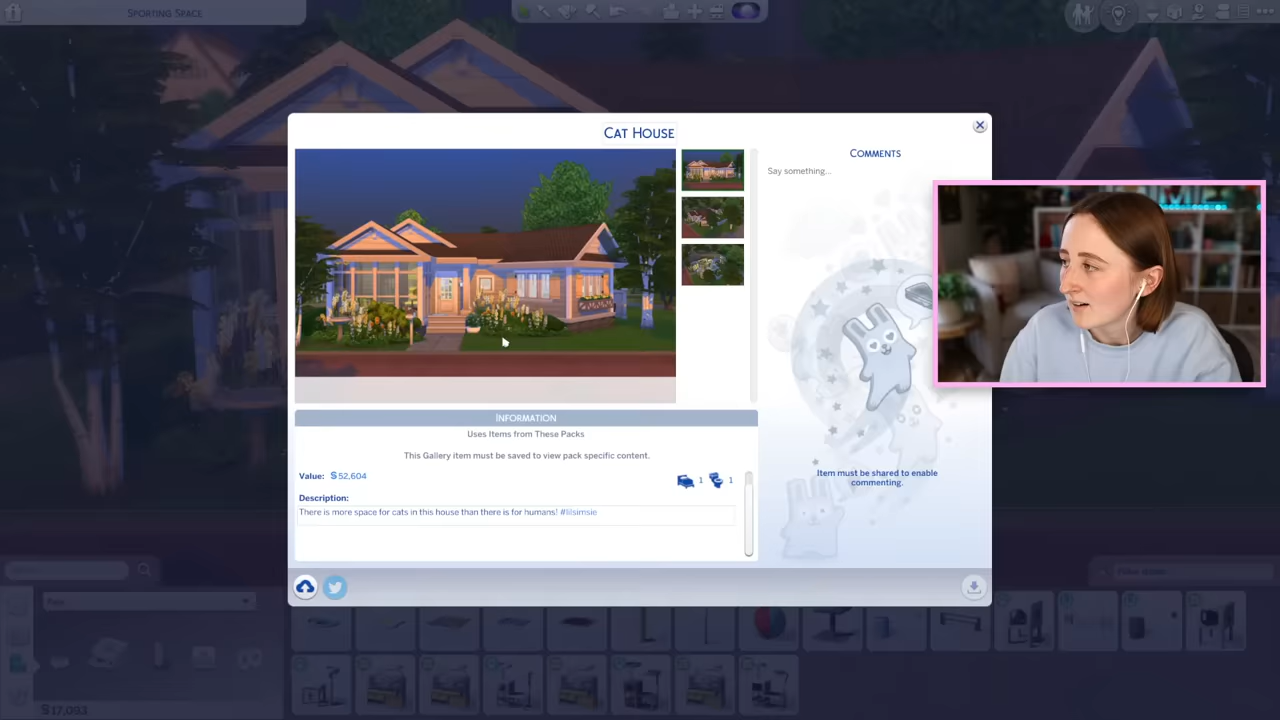 SPORTING SPACE
CAT HOUSE
COMMENTS
Say something...
INFORMATION
Uses Items from These Packs
This Gallery item must be saved to view pack specific content.
Value: §52,604
1
1
Description:
There is more space for cats in this house than there is for humans! #lilsimsie
Item must be shared to enable
commenting.
§17,093